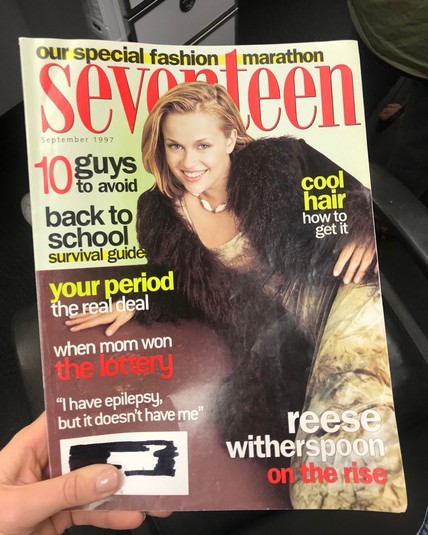 our special fashion marathon
seventeen
September 1997
10 guys
to avoid
back to
school
survival guide
your period
the real deal
when mom won
the lottery
"I have epilepsy,
but it doesn't have me"
cool
hair
how to
get it
reese
witherspoon
on the rise